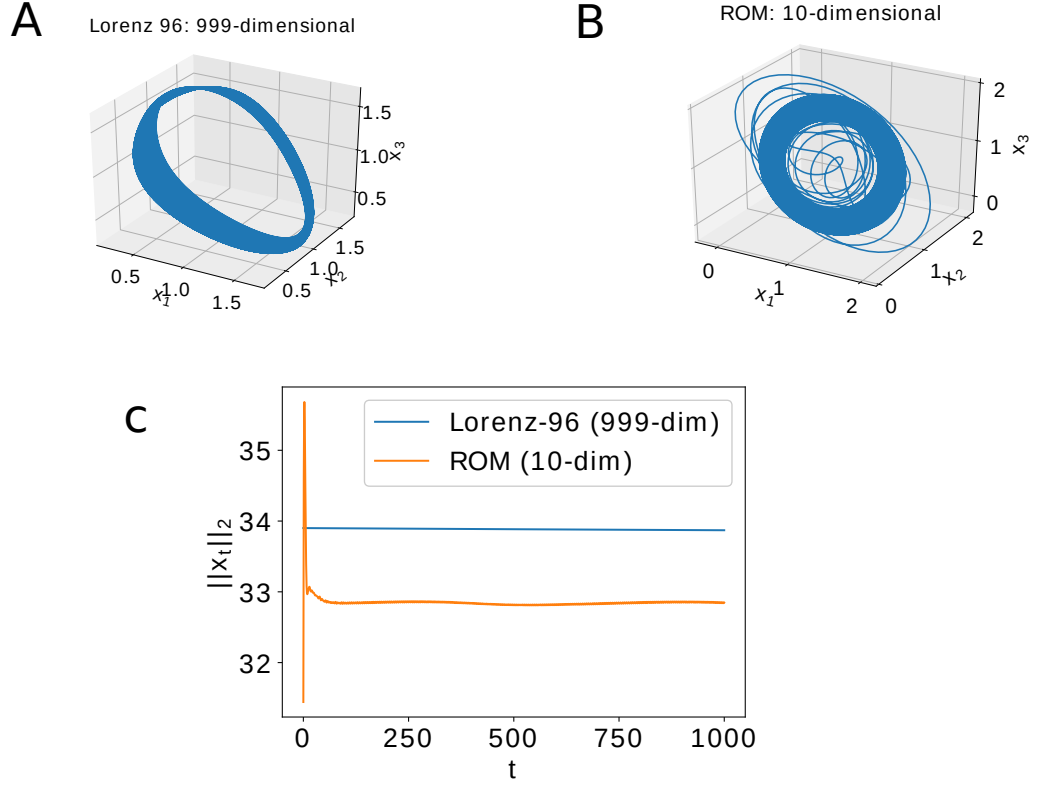 A
Lorenz 96: 999-dimensional
1.5
1.0
0.5
x3
0.5
1.0
1.5
x1
0.5
1.0
1.5
x2
B
ROM: 10-dimensional
2
1
0
x3
0
1
2
x1
0
1
2
x2
c
Lorenz-96 (999-dim)
ROM (10-dim)
35
34
33
32
||xt||2
0 250 500 750 1000
t